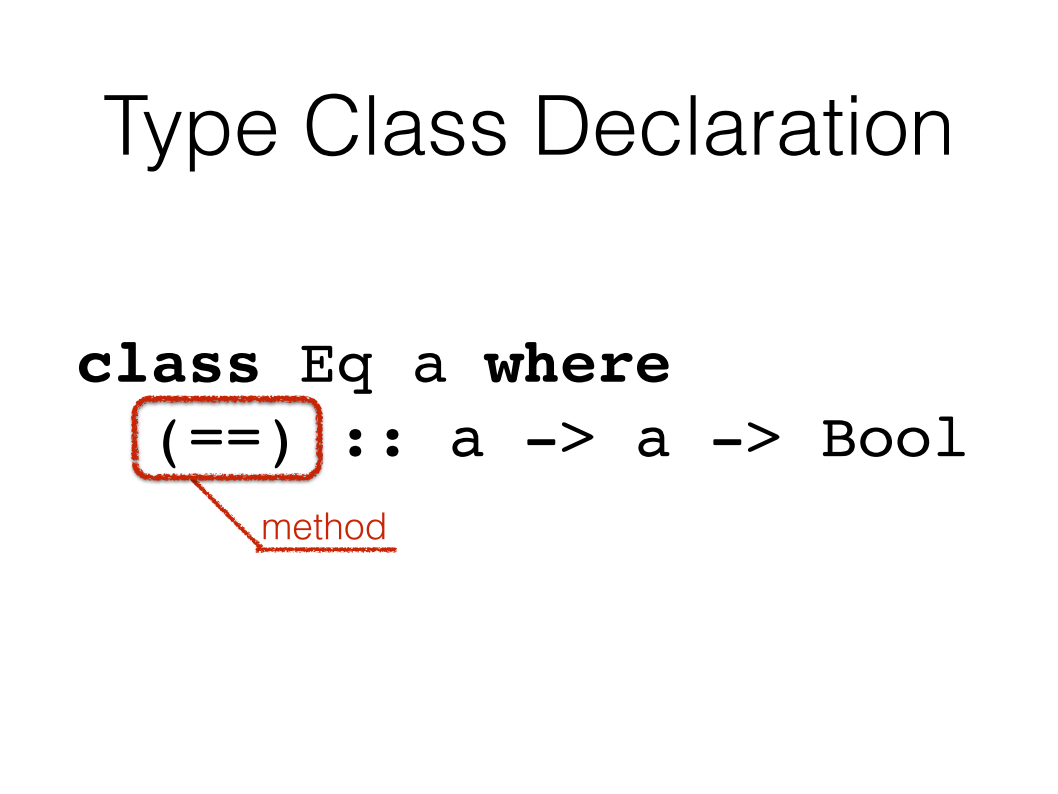 Type Class Declaration
class Eq a where
(==) :: a -> a -> Bool
method